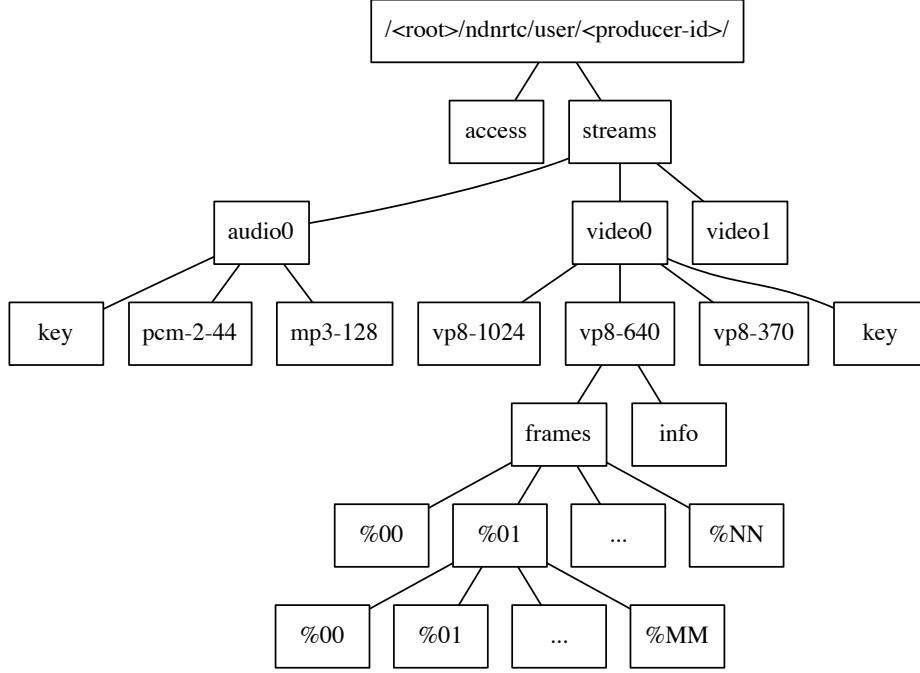 /<root>/ndnrtc/user/<producer-id>/
access
streams
audio0
video0
video1
key
pcm-2-44
mp3-128
vp8-1024
vp8-640
vp8-370
key
frames
info
%00
%01
...
%NN
%00
%01
...
%MM